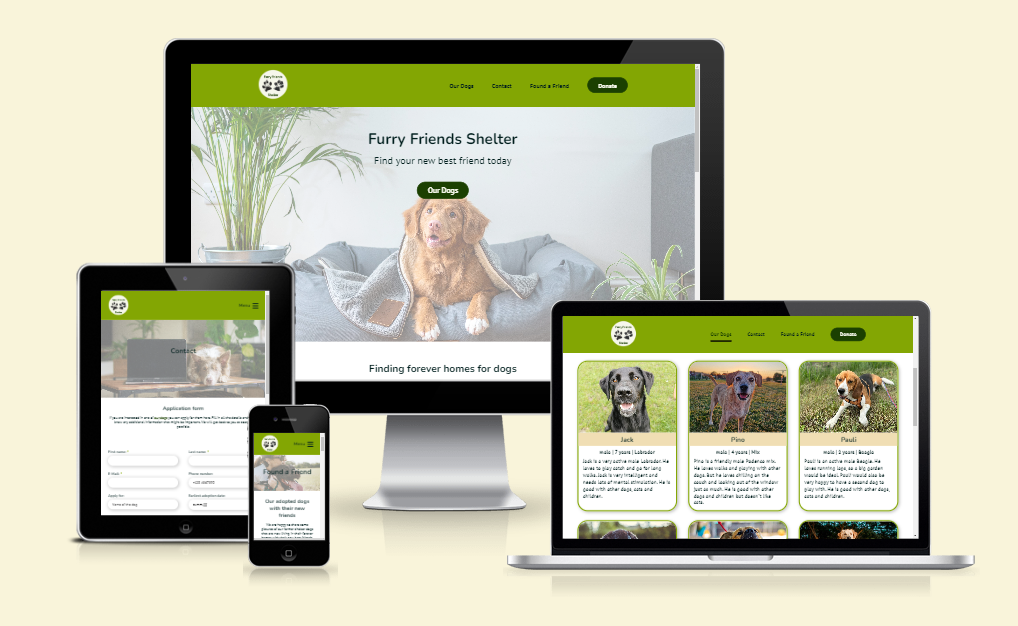 Furry Friends
Shelter
Our Dogs
Contact
Found a Friend
Donate
Furry Friends Shelter
Find your new best friend today
Our Dogs
Finding forever homes for dogs
Menu
Contact
Application form
First name *
Last name *
E-Mail *
Phone number
Apply for
Name of the dog
Menu
Found a Friend
Our adopted dogs
with their new
friends
Our Dogs
Contact
Found a Friend
Donate
Jack
male | 7 years | Labrador
Jack is a very active male Labrador. He
loves to play catch and go for long
walks. Jack is very intelligent and
needs lots of mental stimulation. He is
good with other dogs, cats and
children.
Pino
male | 4 years | Mix
Pino is a friendly male Podenco mix.
He loves walks and playing with other
dogs but he loves chilling on the
couch and looking out of the window
just as much. He is good with other
dogs and children but doesn't like
cats.
Pauli
male | 2 years | Beagle
Pauli is an active male Beagle. He
loves running laps, so a big garden
would be ideal. Pauli would also be
very happy to have a second dog to
play with. He is good with other dogs,
cats and children.